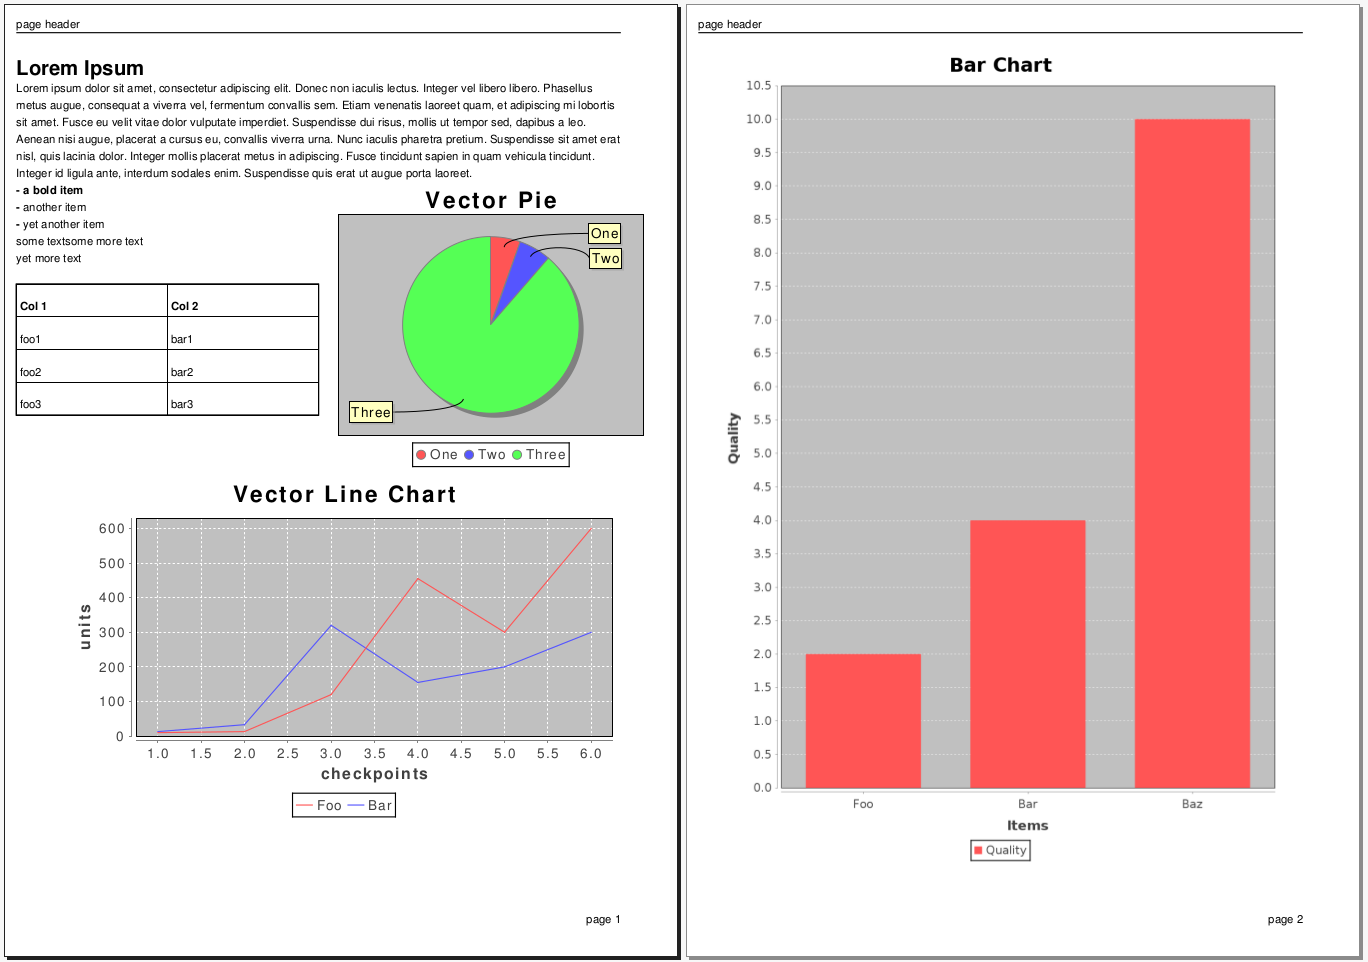 page header
Lorem Ipsum
Lorem ipsum dolor sit amet, consectetur adipiscing elit. Donec non iaculis lectus. Integer vel libero libero. Phasellus
metus augue, consequat a viverra vel, fermentum convallis sem. Etiam venenatis laoreet quam, et adipiscing mi lobortis
sit amet. Fusce eu velit vitae dolor vulputate imperdiet. Suspendisse dui risus, mollis ut tempor sed, dapibus a leo.
Aenean nisi augue, placerat a cursus eu, convallis viverra urna. Nunc iaculis pharetra pretium. Suspendisse sit amet erat
nisl, quis lacinia dolor. Integer mollis placerat metus in adipiscing. Fusce tincidunt sapien in quam vehicula tincidunt.
Integer id ligula ante, interdum sodales enim. Suspendisse quis erat ut augue porta laoreet.
- a bold item
- another item
- yet another item
some textsome more text
yet more text
Col 1 Col 2
foo1 bar1
foo2 bar2
foo3 bar3
Vector Pie
One
Two
Three
One Two Three
Vector Line Chart
units
600
500
400
300
200
100
0
1.0 1.5 2.0 2.5 3.0 3.5 4.0 4.5 5.0 5.5 6.0
checkpoints
Foo Bar
page 1
page header
Bar Chart
Quality
10.5
10.0
9.5
9.0
8.5
8.0
7.5
7.0
6.5
6.0
5.5
5.0
4.5
4.0
3.5
3.0
2.5
2.0
1.5
1.0
0.5
0.0
Foo Bar Baz
Items
Quality
page 2